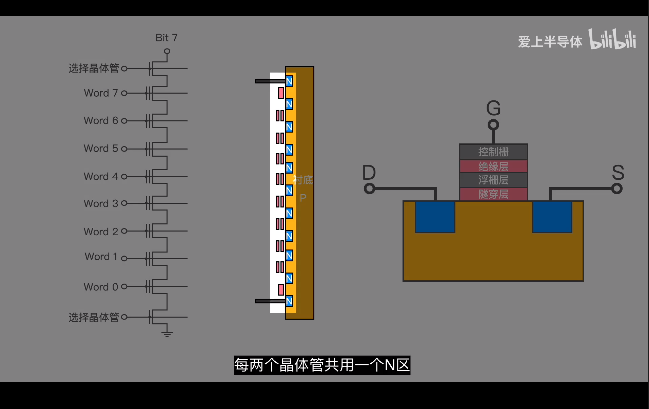 爱上半导体 bilibili
Bit 7
选择晶体管
Word 7
Word 6
Word 5
Word 4
Word 3
Word 2
Word 1
Word 0
选择晶体管
N
N
N
N
N
N
N
N
N
N
N
衬底
P
G
D
S
控制栅
绝缘层
浮栅层
隧穿层
每两个晶体管共用一个N区